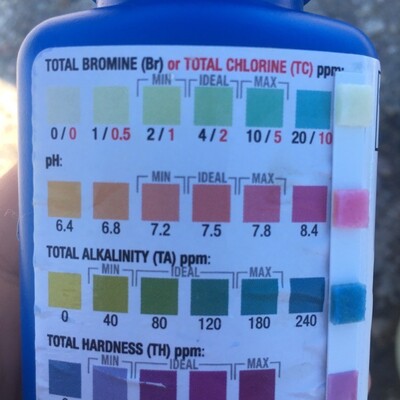 TOTAL BROMINE (Br) or TOTAL CHLORINE (TC) ppm:
MIN IDEAL MAX
0/0 1/0.5 2/1 4/2 10/5 20/10
pH:
MIN IDEAL MAX
6.4 6.8 7.2 7.5 7.8 8.4
TOTAL ALKALINITY (TA) ppm:
MIN IDEAL MAX
0 40 80 120 180 240
TOTAL HARDNESS (TH) ppm:
MIN IDEAL MAX